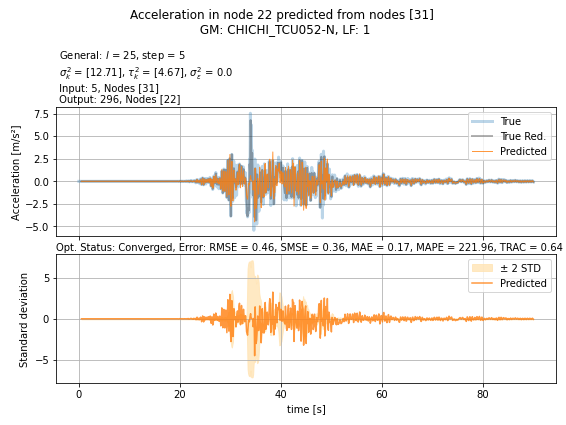 Acceleration in node 22 predicted from nodes [31]
GM: CHICHI_TCU052-N, LF: 1
General: l = 25, step = 5
σ²ₖ = [12.71], τ²ₖ = [4.67], σ²ε = 0.0
Input: 5, Nodes [31]
Output: 296, Nodes [22]
Acceleration [m/s²]
7.5
5.0
2.5
0.0
−2.5
−5.0
True
True Red.
Predicted
Opt. Status: Converged, Error: RMSE = 0.46, SMSE = 0.36, MAE = 0.17, MAPE = 221.96, TRAC = 0.64
Standard deviation
5
0
−5
± 2 STD
Predicted
0
20
40
60
80
time [s]